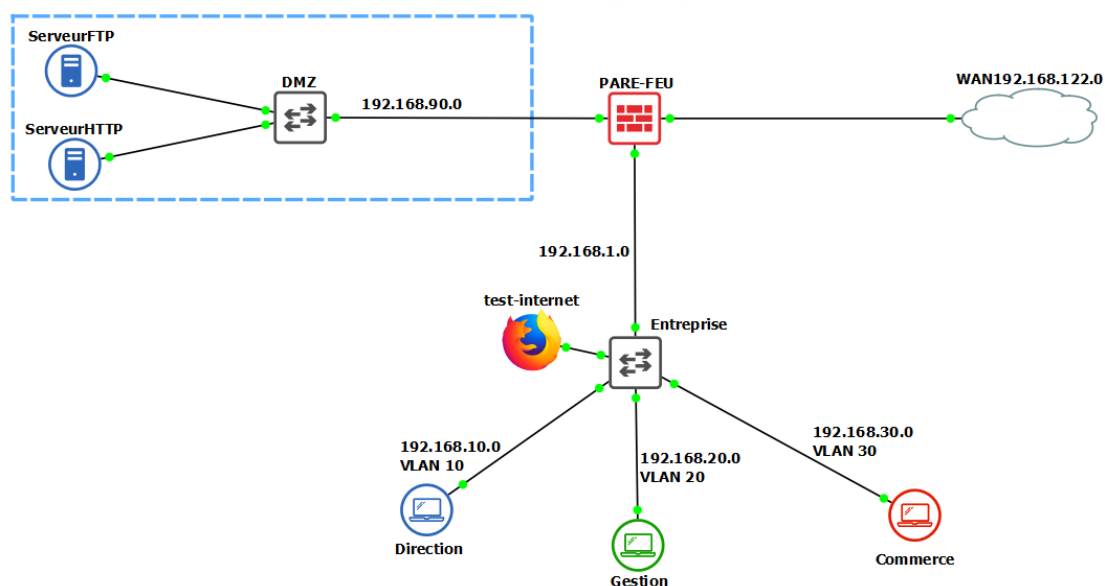 ServeurFTP
DMZ
PARE-FEU
WAN192.168.122.0
192.168.90.0
ServeurHTTP
192.168.1.0
test-internet
Entreprise
192.168.10.0
VLAN 10
192.168.20.0
VLAN 20
192.168.30.0
VLAN 30
Direction
Gestion
Commerce